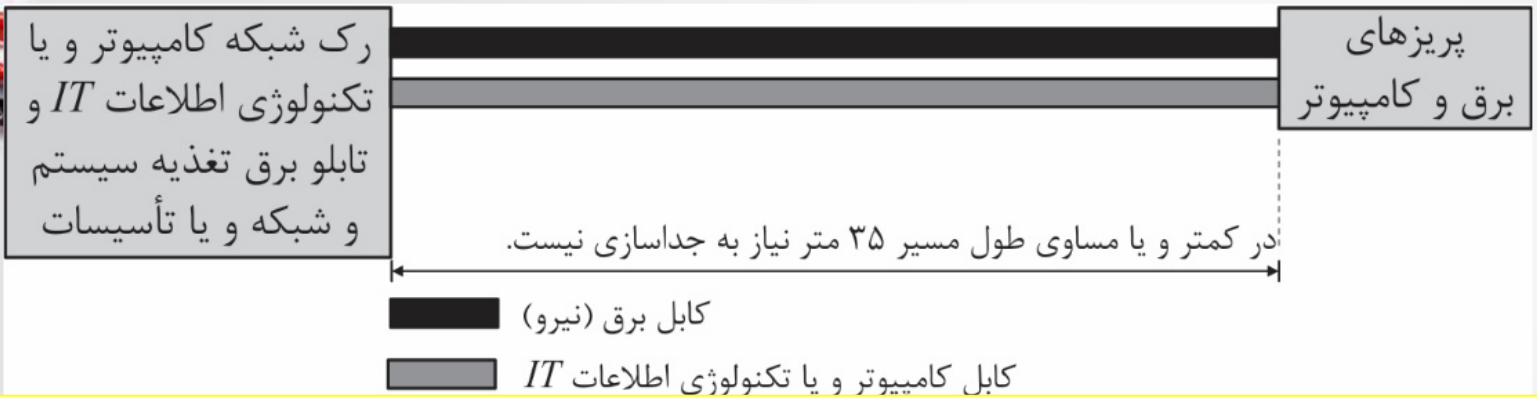 پریزهای
برق و کامپیوتر
رک شبکه کامپیوتر و یا
تکنولوژی اطلاعات IT و
تابلو برق تغذیه سیستم
و شبکه و یا تأسیسات
در کمتر و یا مساوی طول مسیر ۳۵ متر نیاز به جداسازی نیست.
کابل برق (نیرو)
کابل کامپیوتر و یا تکنولوژی اطلاعات IT